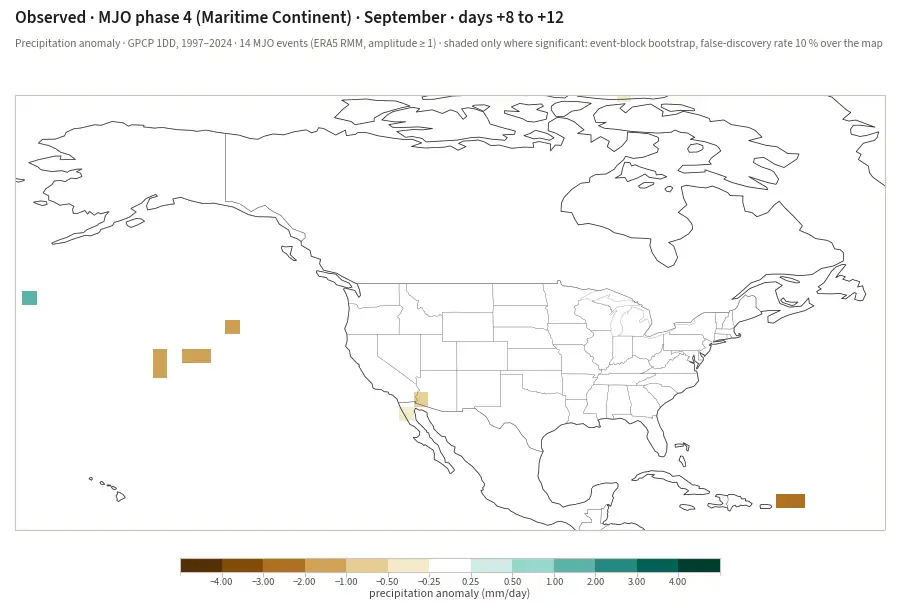 Observed · MJO phase 4 (Maritime Continent) · September · days +8 to +12
Precipitation anomaly · GPCP 1DD, 1997–2024 · 14 MJO events (ERA5 RMM, amplitude ≥ 1) · shaded only where significant: event-block bootstrap, false-discovery rate 10 % over the map
−4.00 −3.00 −2.00 −1.00 −0.50 −0.25 0.25 0.50 1.00 2.00 3.00 4.00
precipitation anomaly (mm/day)